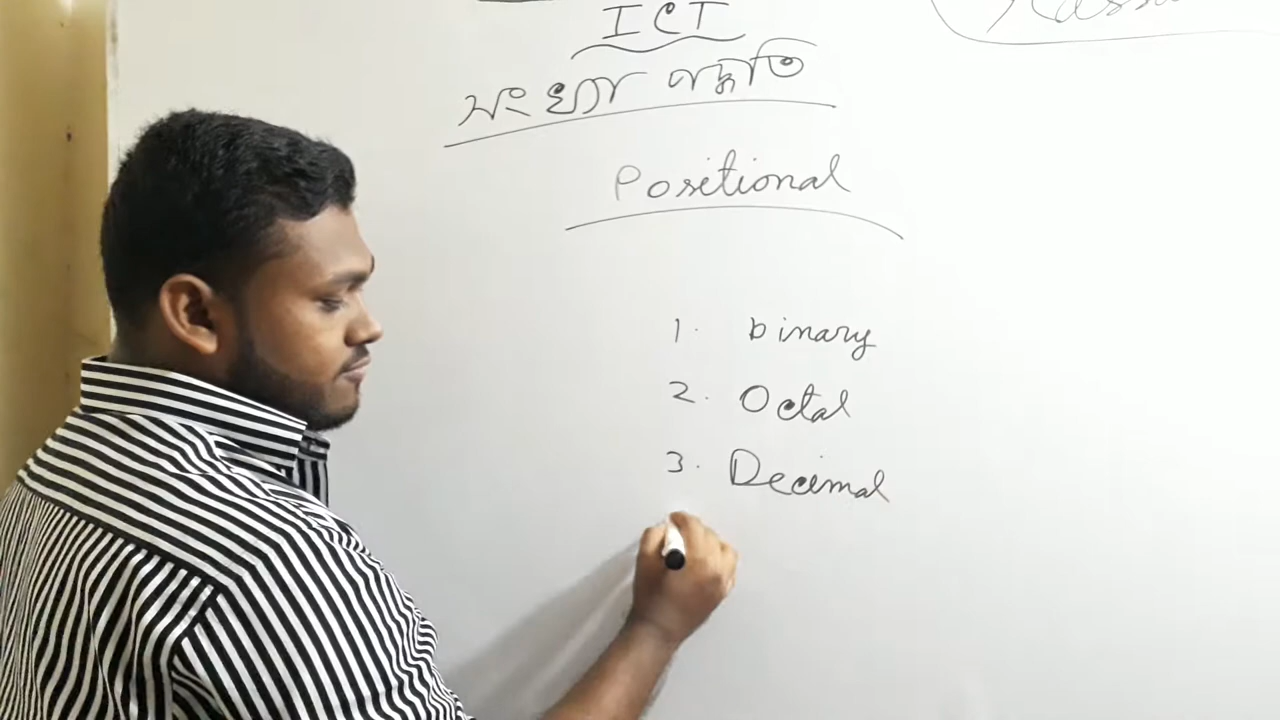 ICT
সংখ্যা পদ্ধতি
Positional
1. binary
2. Octal
3. Decimal